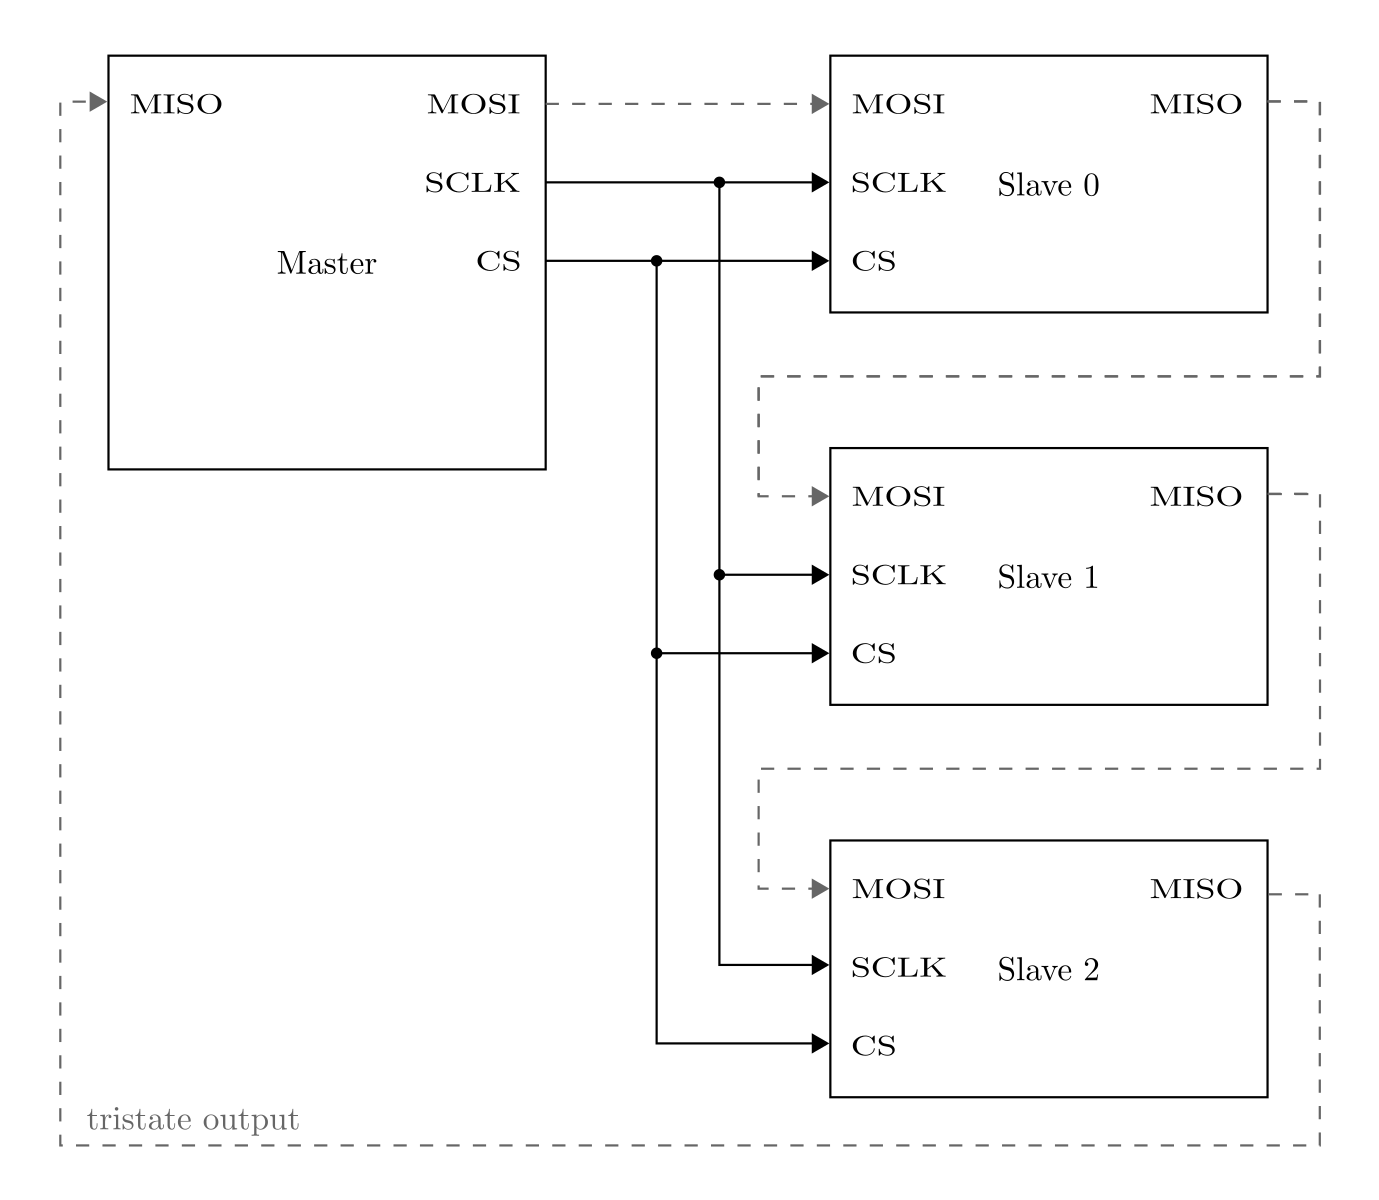 MISO MOSI
SCLK
Master CS
MOSI MISO
SCLK Slave 0
CS
MOSI MISO
SCLK Slave 1
CS
MOSI MISO
SCLK Slave 2
CS
tristate output